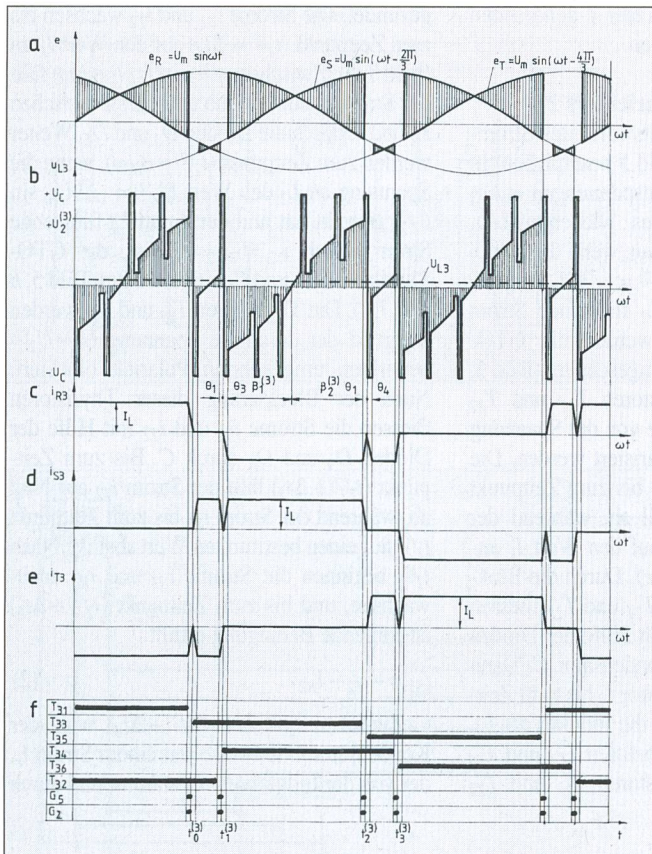 a
e
e_R = U_m sinωt
e_S = U_m sin(ωt - 2π/3)
e_T = U_m sin(ωt - 4π/3)
ωt
b
U_L3
U_C
+U_2^(3)
U_L3
ωt
-U_C
θ_1 θ_3 β_1^(3) β_2^(3) θ_1 θ_4
c
i_R3
I_L
ωt
d
i_S3
I_L
ωt
e
i_T3
I_L
ωt
f
T_31
T_33
T_35
T_34
T_36
T_32
G_5
G_2
t_0^(3) t_1^(3) t_2^(3) t_3^(3) t